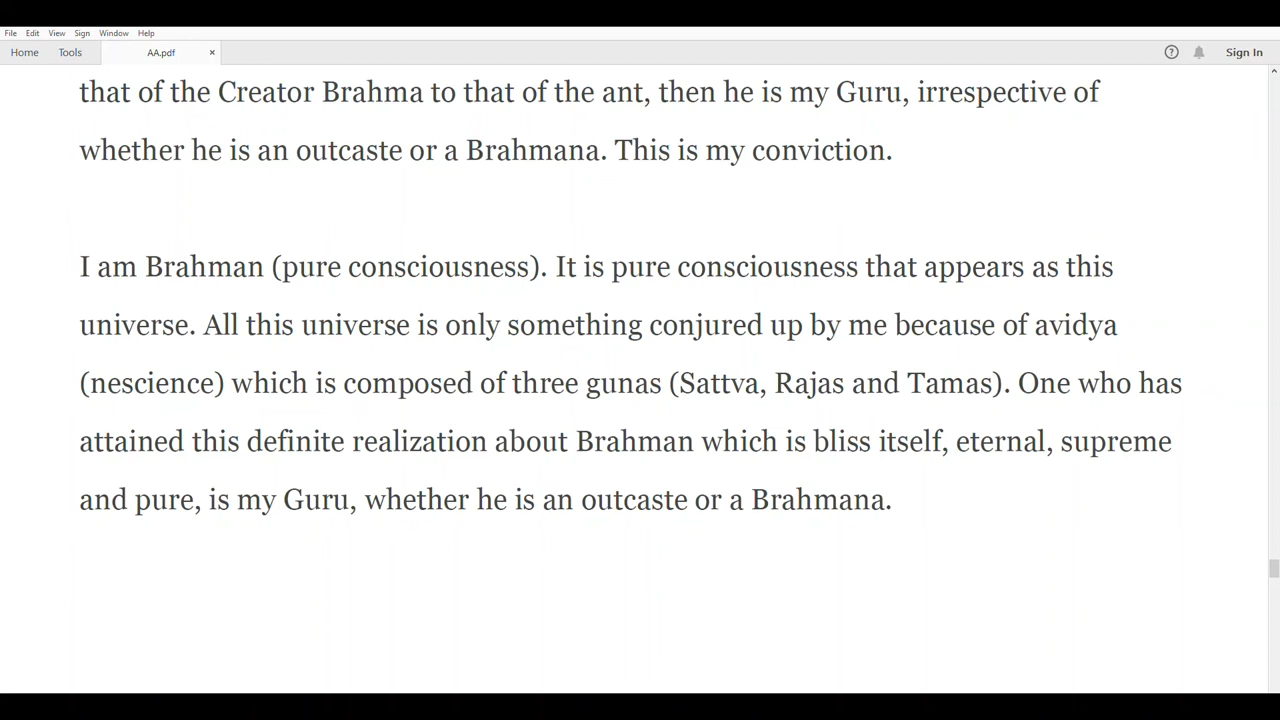 File Edit View Sign Window Help
Home Tools AA.pdf × ? Sign In
that of the Creator Brahma to that of the ant, then he is my Guru, irrespective of
whether he is an outcaste or a Brahmana. This is my conviction.
I am Brahman (pure consciousness). It is pure consciousness that appears as this
universe. All this universe is only something conjured up by me because of avidya
(nescience) which is composed of three gunas (Sattva, Rajas and Tamas). One who has
attained this definite realization about Brahman which is bliss itself, eternal, supreme
and pure, is my Guru, whether he is an outcaste or a Brahmana.